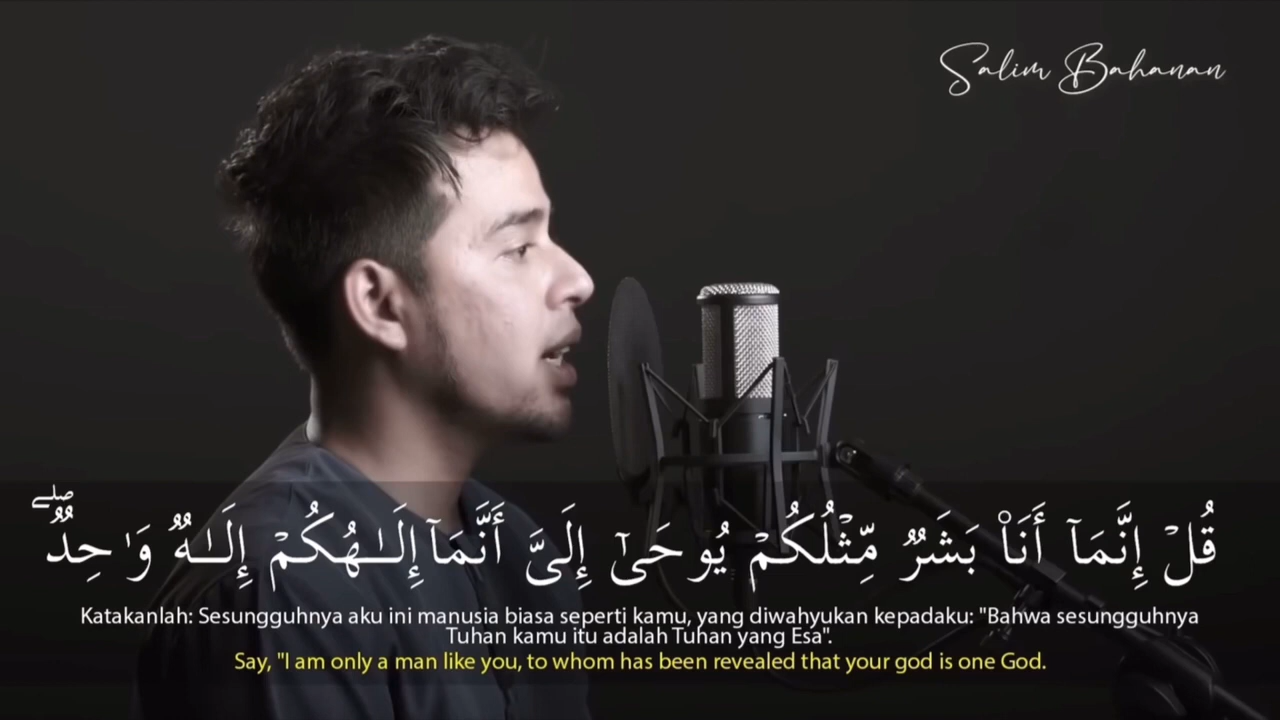 Salim Bahanan
قُلْ إِنَّمَآ أَنَا۠ بَشَرٌ مِّثْلُكُمْ يُوحَىٰٓ إِلَىَّ أَنَّمَآ إِلَـٰهُكُمْ إِلَـٰهٌ وَٰحِدٌ ۖ
Katakanlah: Sesungguhnya aku ini manusia biasa seperti kamu, yang diwahyukan kepadaku: "Bahwa sesungguhnya
Tuhan kamu itu adalah Tuhan yang Esa".
Say, "I am only a man like you, to whom has been revealed that your god is one God.